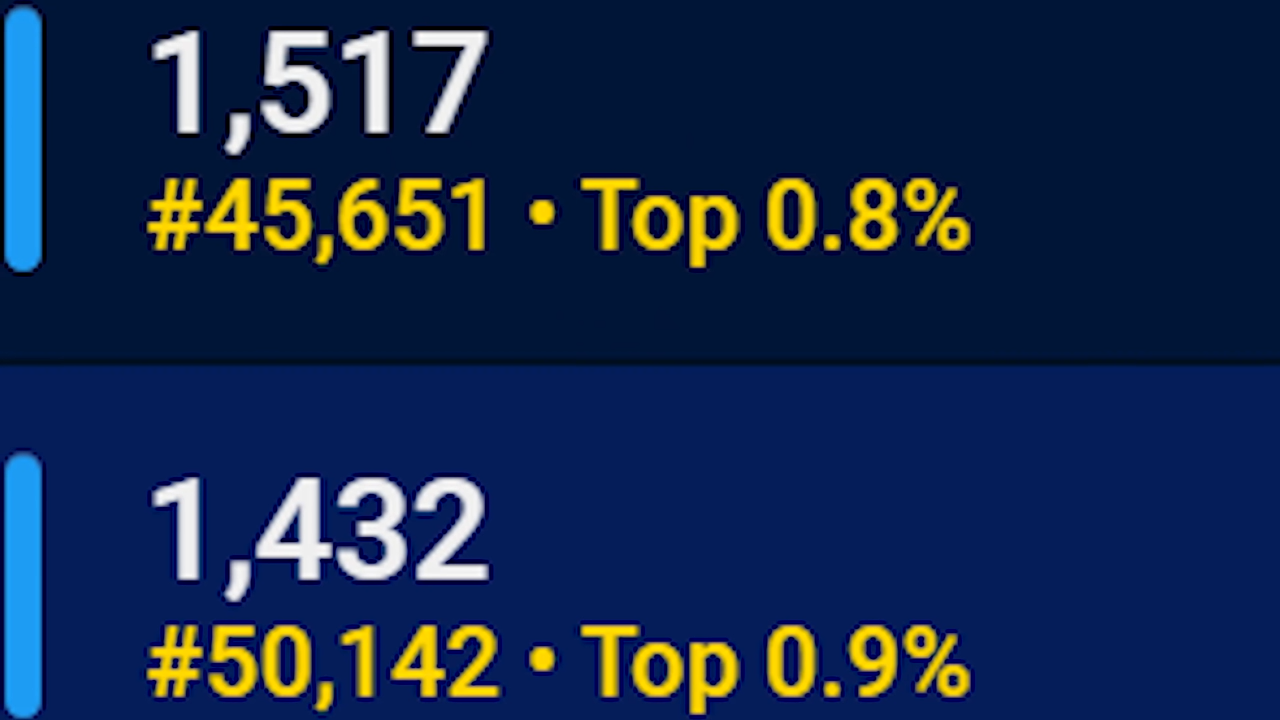 1,517
#45,651 • Top 0.8%
1,432
#50,142 • Top 0.9%